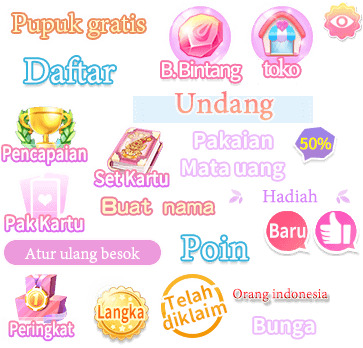 Pupuk gratis
Daftar
B.Bintang
toko
Undang
Pencapaian
Set Kartu
Pakaian
Mata uang
50%
Pak Kartu
Buat nama
Hadiah
Baru
Atur ulang besok
Poin
Peringkat
Langka
Telah
diklaim
Orang indonesia
Bunga